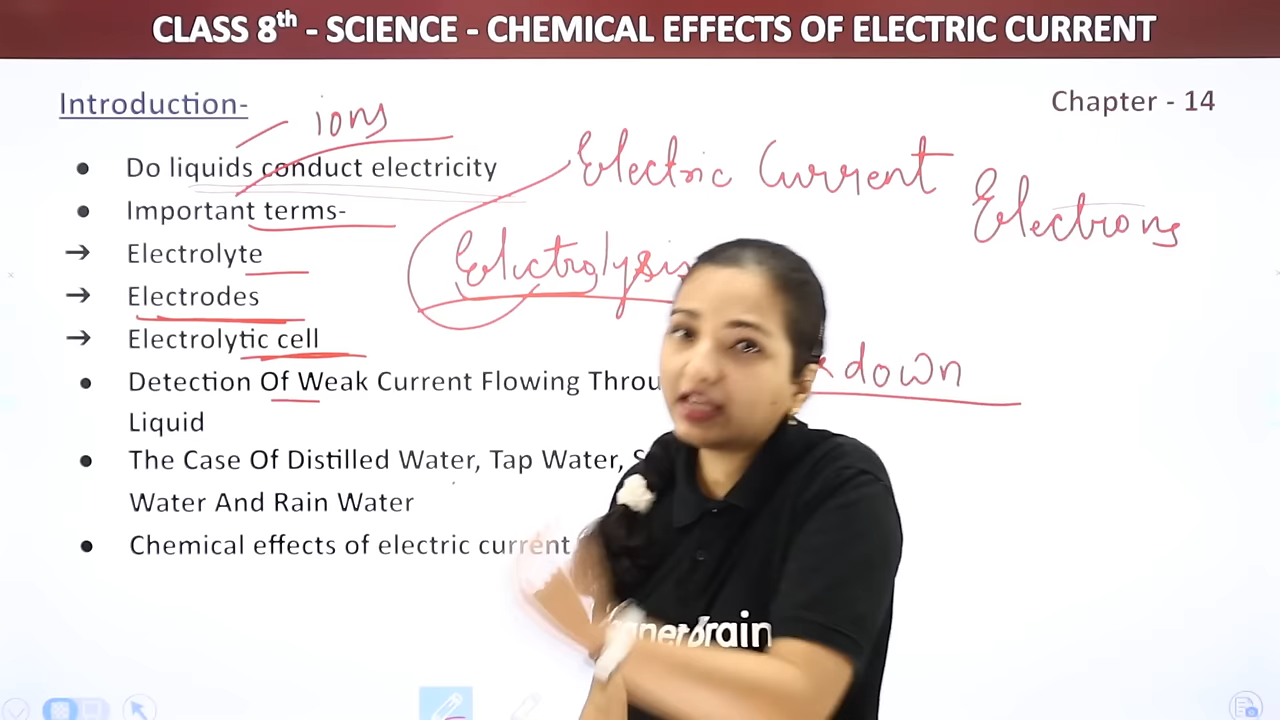 CLASS 8th - SCIENCE - CHEMICAL EFFECTS OF ELECTRIC CURRENT
Introduction-
Chapter - 14
ions
• Do liquids conduct electricity
Electric Current
Electrons
• Important terms-
→ Electrolyte
Electrolysis
→ Electrodes
→ Electrolytic cell
down
• Detection Of Weak Current Flowing Throu
Liquid
• The Case Of Distilled Water, Tap Water, S
Water And Rain Water
• Chemical effects of electric current
netbrain